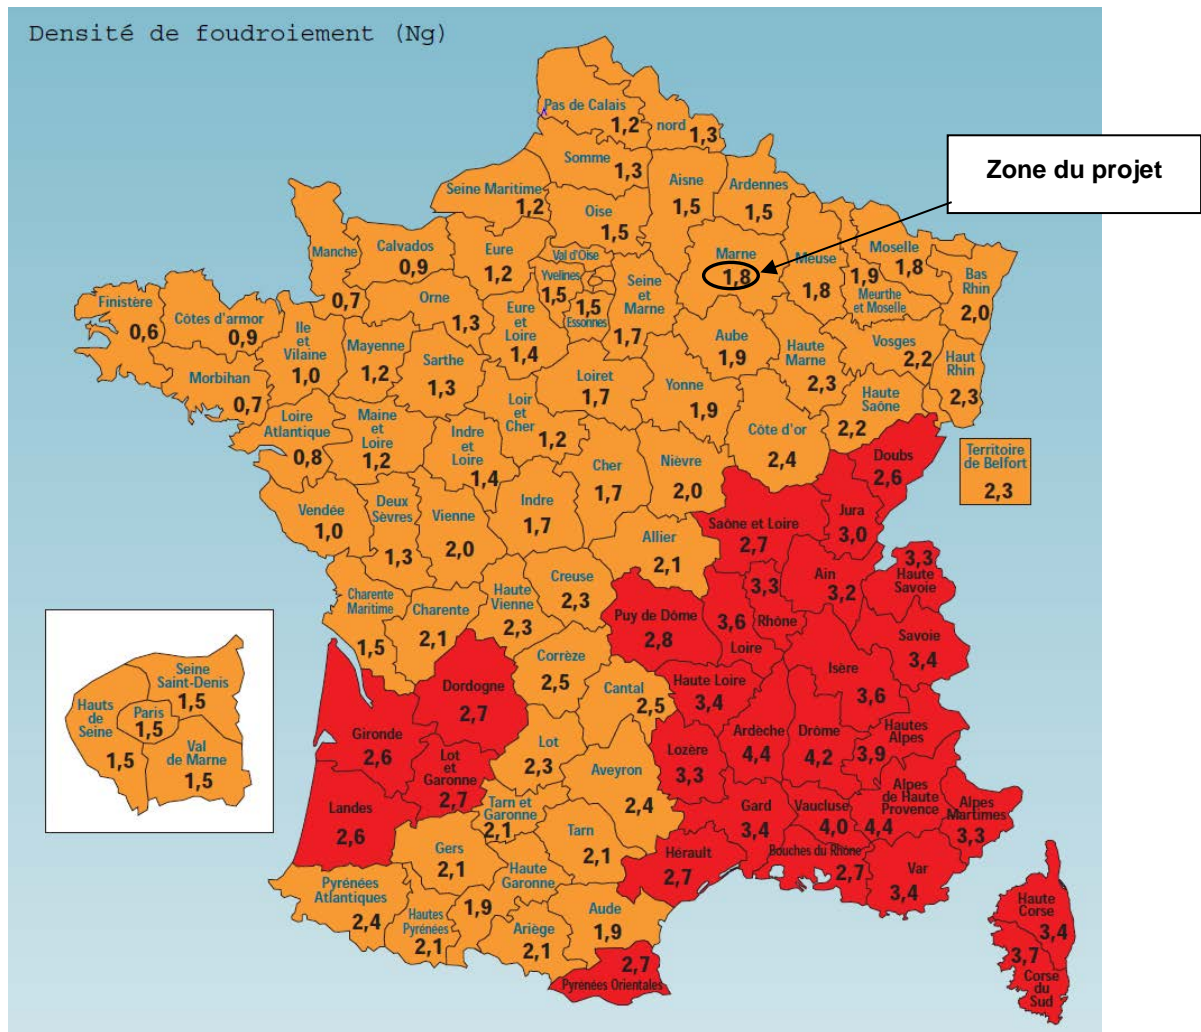 Densité de foudroiement (Ng)
Zone du projet
Pas de Calais
1,2
nord
1,3
Somme
1,3
Seine Maritime
1,2
Aisne
1,5
Ardennes
1,5
Oise
1,5
Manche
0,7
Calvados
0,9
Eure
1,2
Val d'Oise
Yvelines
1,5
1,5
Essonnes
Seine
et
Marne
1,7
Marne
1,8
Meuse
1,8
Moselle
1,8
1,9
Meurthe
et Moselle
Bas
Rhin
2,0
Finistère
0,6
Côtes d'armor
0,9
Morbihan
0,7
Ile
et
Vilaine
1,0
Orne
1,3
Mayenne
1,2
Sarthe
1,3
Eure
et
Loire
1,4
Aube
1,9
Haute
Marne
2,3
Vosges
2,2
Haut
Rhin
2,3
Loiret
1,7
Yonne
1,9
Haute
Saône
2,2
Loire
Atlantique
0,8
Maine
et
Loire
1,2
Indre
et
Loire
1,4
Loir
et
Cher
1,2
Cher
1,7
Nièvre
2,0
Côte d'or
2,4
Doubs
2,6
Territoire
de Belfort
2,3
Vendée
1,0
Deux
Sèvres
1,3
Vienne
2,0
Indre
1,7
Allier
2,1
Saône et Loire
2,7
Jura
3,0
Charente
Maritime
1,5
Charente
2,1
Haute
Vienne
2,3
Creuse
2,3
Puy de Dôme
2,8
3,6
Loire
3,3
Rhône
Ain
3,2
3,3
Haute
Savoie
Savoie
3,4
Isère
3,6
Seine
Saint-Denis
1,5
Hauts
de
Seine
1,5
Paris
1,5
Val
de Marne
1,5
Gironde
2,6
Dordogne
2,7
Corrèze
2,5
Cantal
2,5
Haute Loire
3,4
Ardèche
4,4
Drôme
4,2
Hautes
Alpes
3,9
Landes
2,6
Lot
et
Garonne
2,7
Lot
2,3
Aveyron
2,4
Lozère
3,3
Gard
3,4
Vaucluse
4,0
Alpes
de Haute
Provence
4,4
Alpes
Martimes
3,3
Tarn et
Garonne
2,1
Tarn
2,1
Gers
2,1
Haute
Garonne
1,9
Hérault
2,7
Bouches du Rhône
2,7
Var
3,4
Pyrénées
Atlantiques
2,4
Hautes
Pyrénées
2,1
Ariège
2,1
Aude
1,9
2,7
Pyrénées Orientales
Haute
Corse
3,4
3,7
Corse
du
Sud